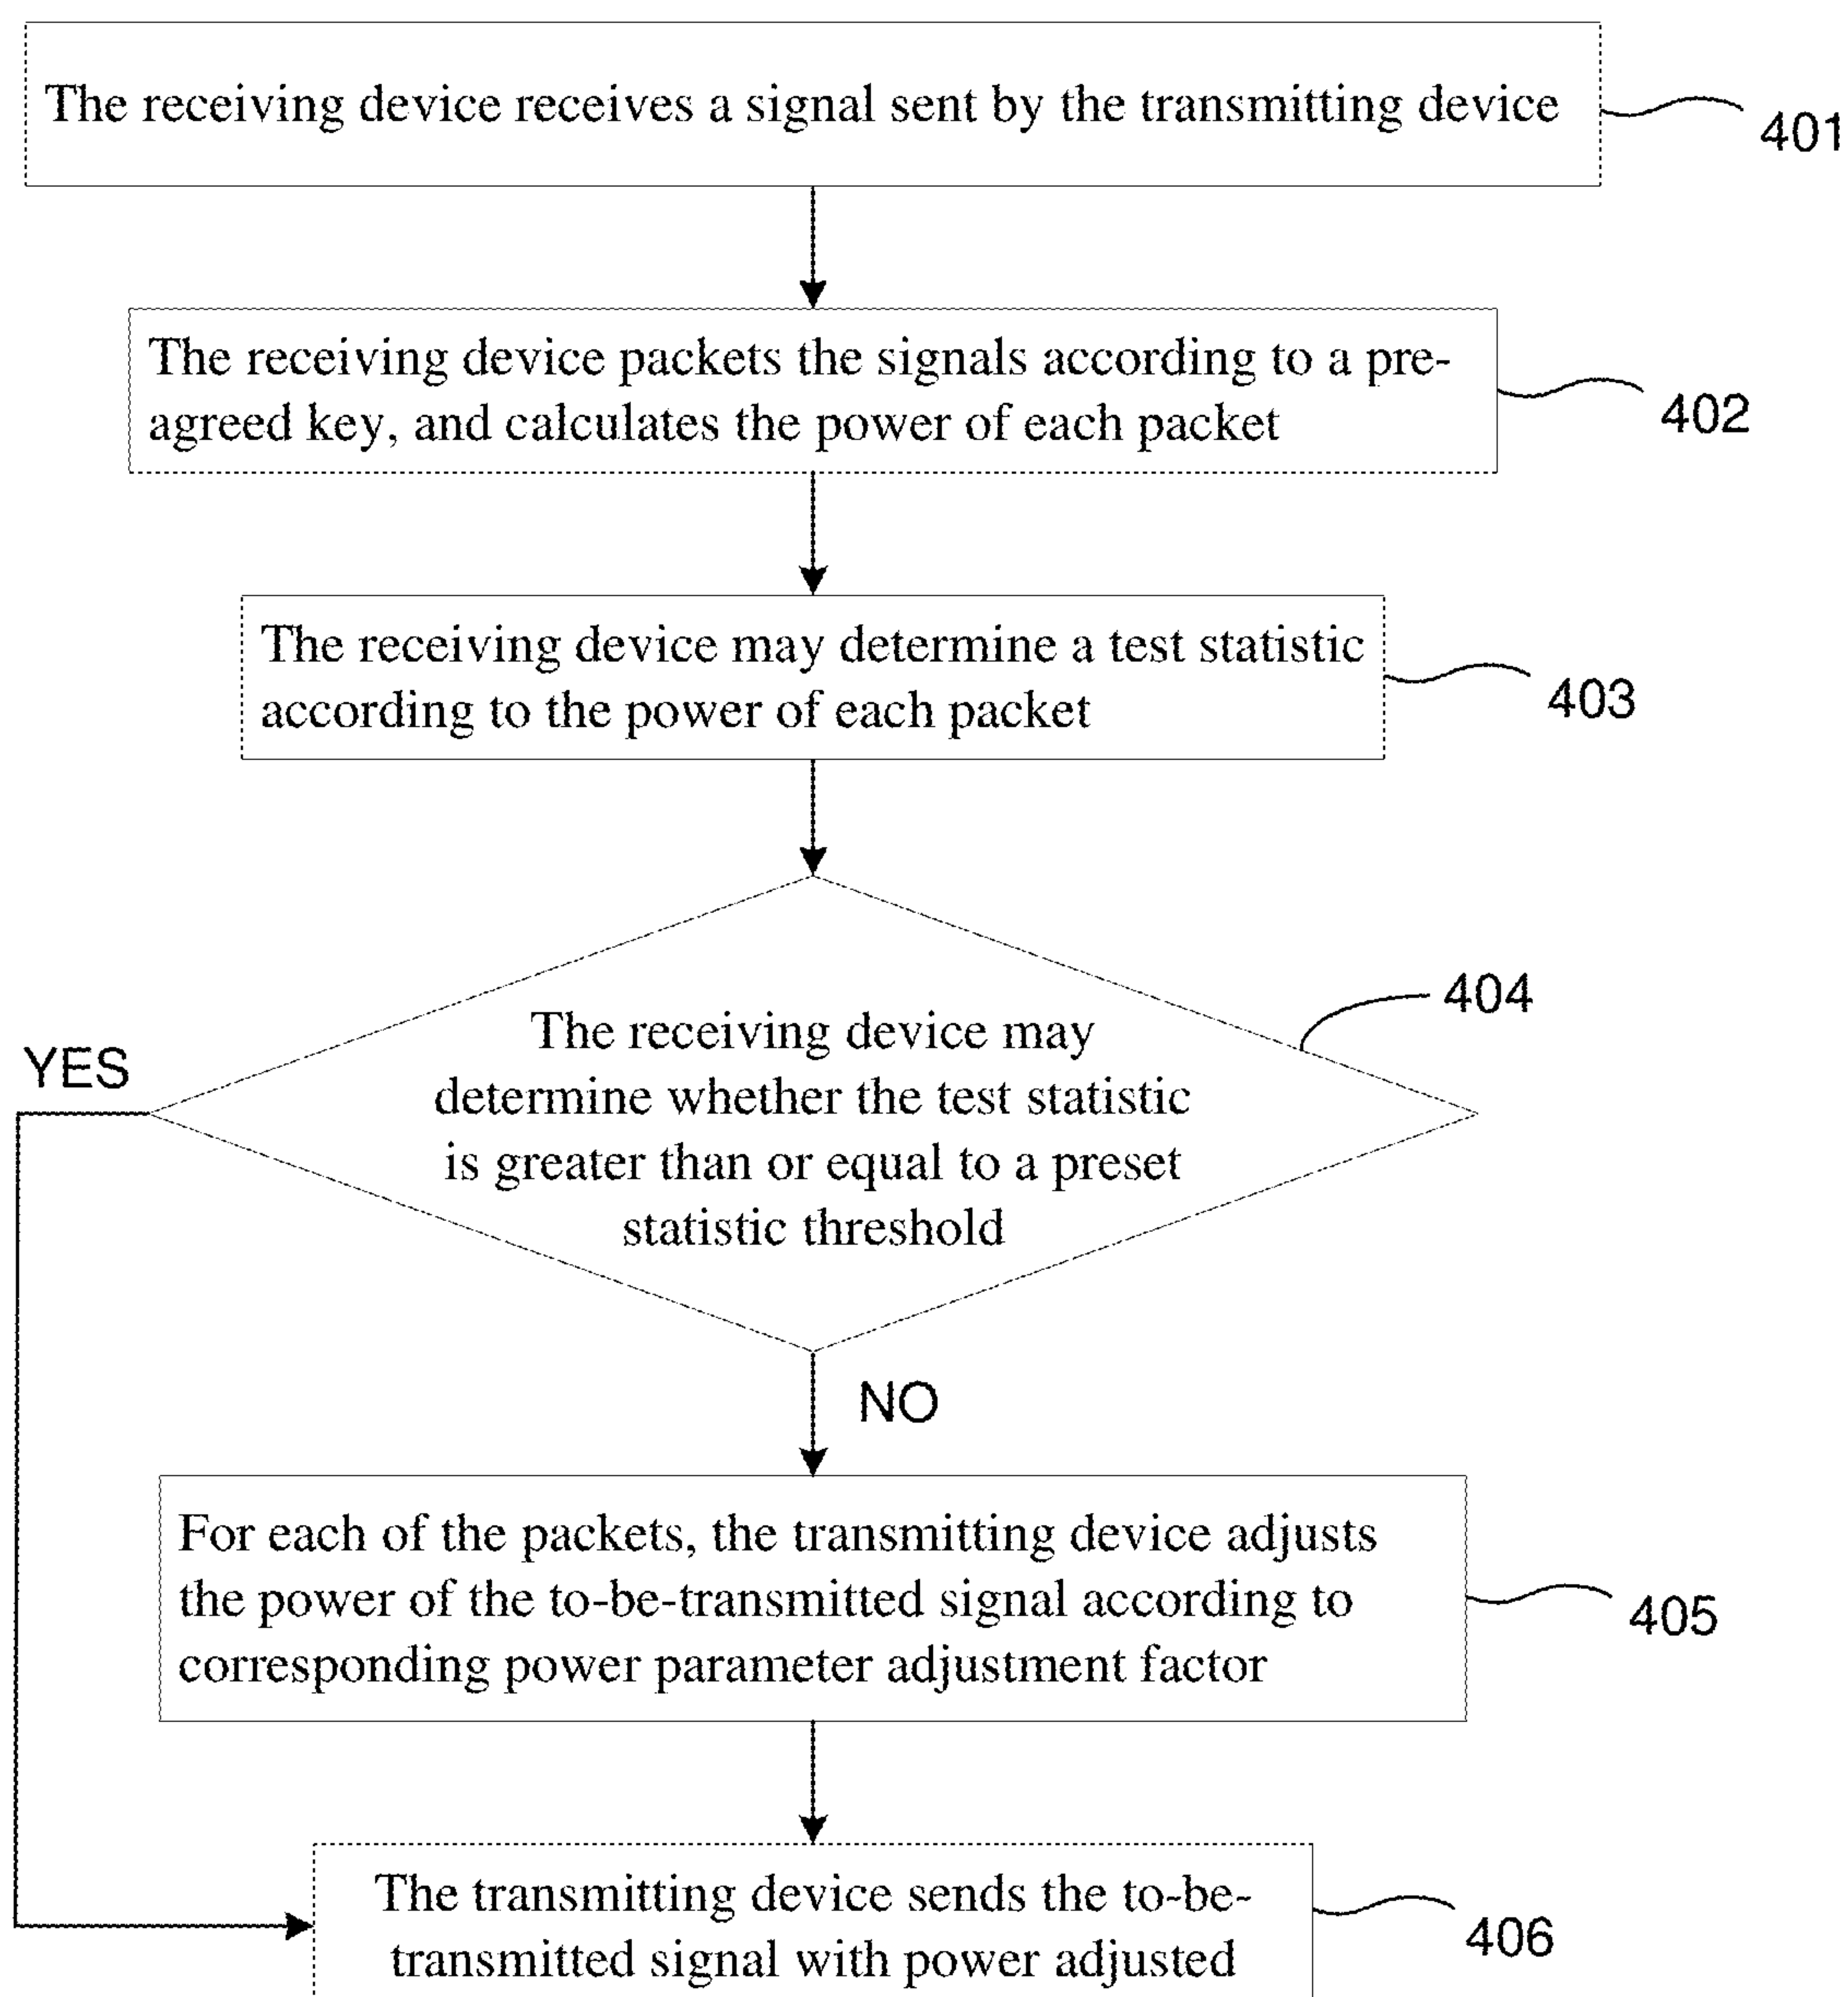 The receiving device receives a signal sent by the transmitting device
401
The receiving device packets the signals according to a pre-
agreed key, and calculates the power of each packet
402
The receiving device may determine a test statistic
according to the power of each packet
403
404
The receiving device may
determine whether the test statistic
is greater than or equal to a preset
statistic threshold
YES
NO
For each of the packets, the transmitting device adjusts
the power of the to-be-transmitted signal according to
corresponding power parameter adjustment factor
405
The transmitting device sends the to-be-
transmitted signal with power adjusted
406